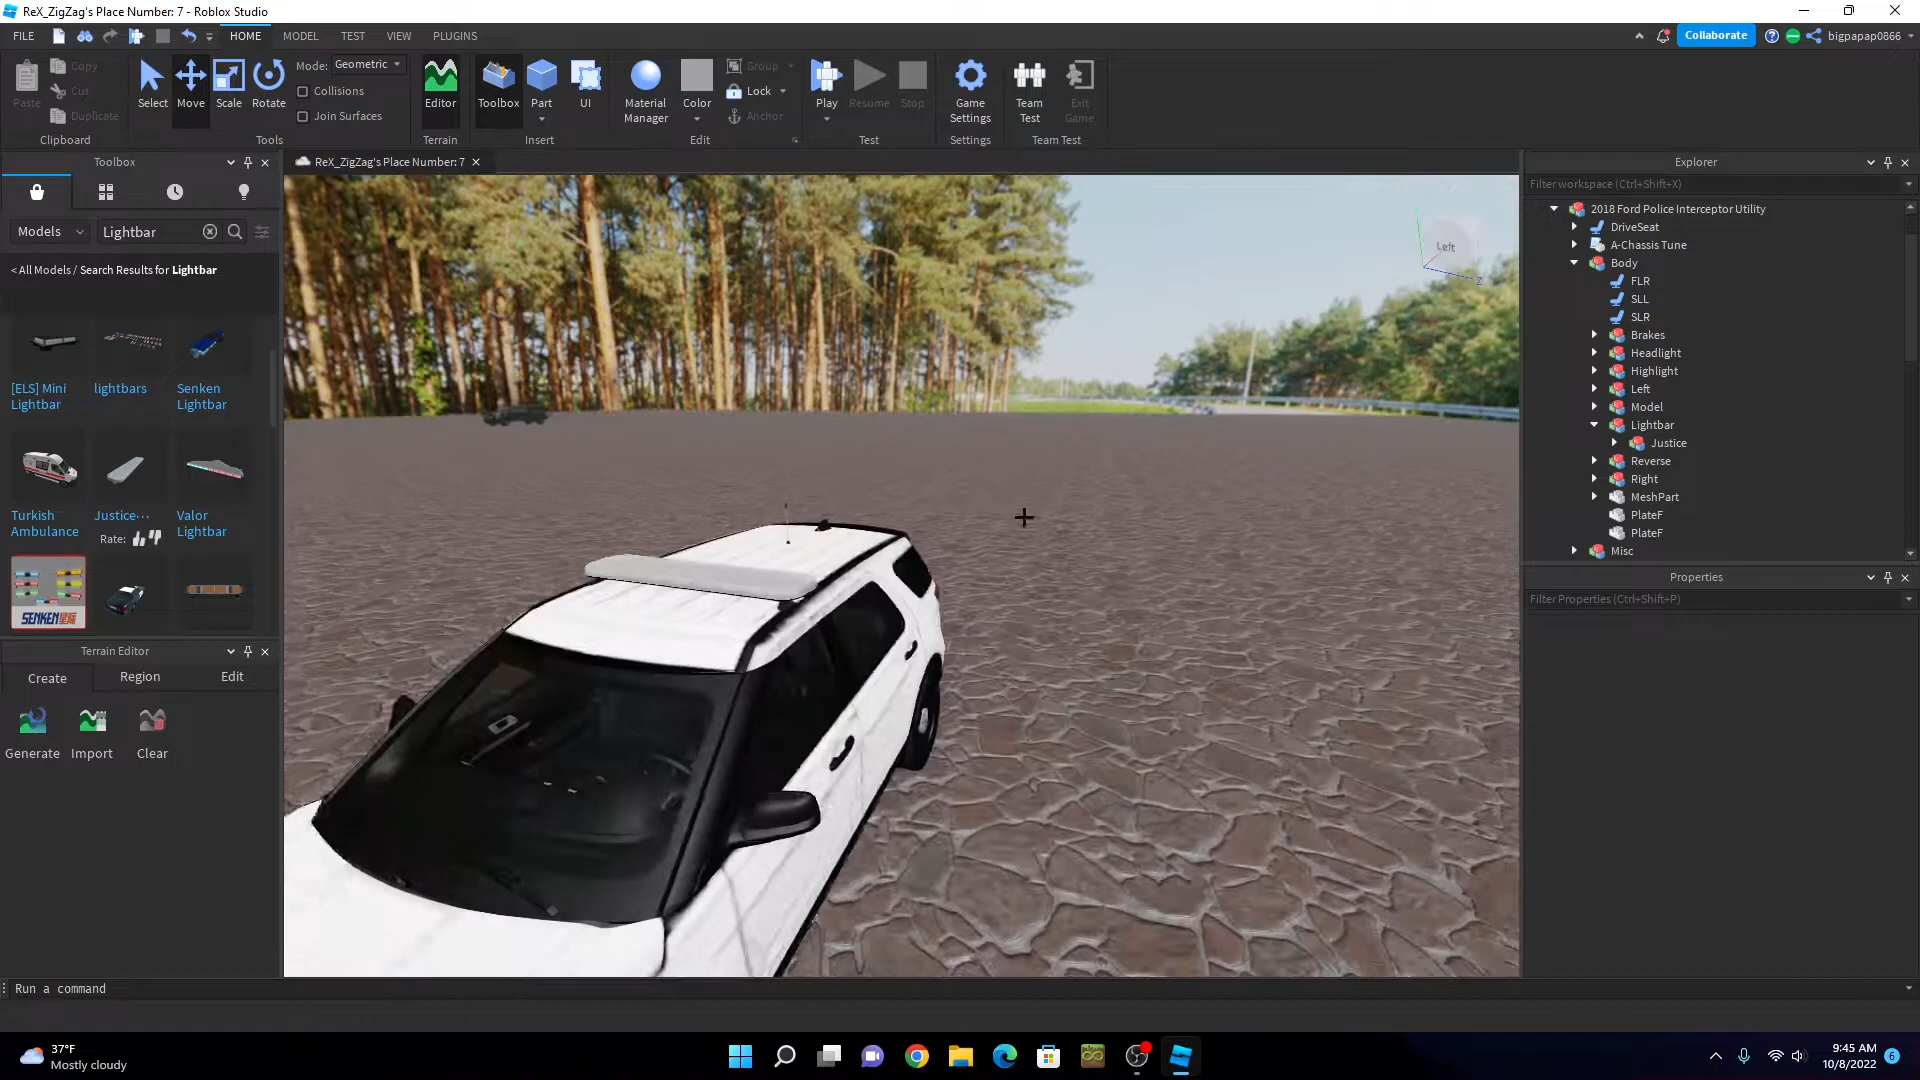 ReX_ZigZag's Place Number: 7 - Roblox Studio
FILE
HOME
MODEL
TEST
VIEW
PLUGINS
Collaborate
bigpapap0866
Paste
Copy
Cut
Duplicate
Clipboard
Select
Move
Scale
Rotate
Mode: Geometric
Collisions
Join Surfaces
Tools
Editor
Terrain
Toolbox
Part
UI
Insert
Material
Manager
Color
Group
Lock
Anchor
Edit
Play
Resume
Stop
Test
Game
Settings
Settings
Team
Test
Exit
Game
Team Test
Toolbox
Models
Lightbar
< All Models / Search Results for Lightbar
[ELS] Mini
Lightbar
lightbars
Senken
Lightbar
Turkish
Ambulance
Justice...
Rate:
Valor
Lightbar
SENKEN
Terrain Editor
Create
Region
Edit
Generate
Import
Clear
ReX_ZigZag's Place Number: 7
Left
Z
Explorer
Filter workspace (Ctrl+Shift+X)
2018 Ford Police Interceptor Utility
DriveSeat
A-Chassis Tune
Body
FLR
SLL
SLR
Brakes
Headlight
Highlight
Left
Model
Lightbar
Justice
Reverse
Right
MeshPart
PlateF
PlateF
Misc
Properties
Filter Properties (Ctrl+Shift+P)
Run a command
37°F
Mostly cloudy
9:45 AM
10/8/2022
6